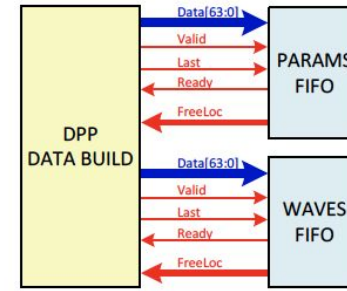 Data[63:0]
Valid
Last
Ready
FreeLoc
PARAMS
FIFO
DPP
DATA BUILD
Data[63:0]
Valid
Last
Ready
FreeLoc
WAVES
FIFO